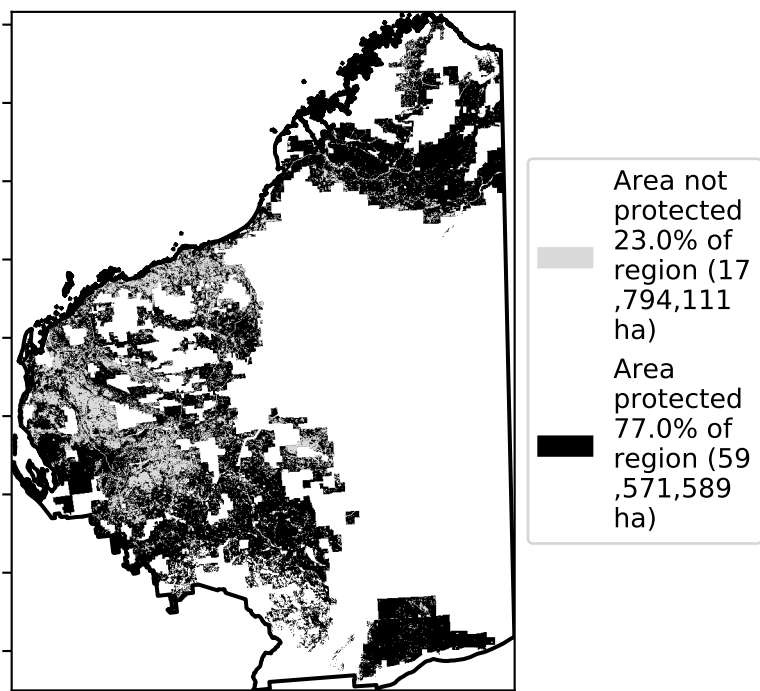 Area not
protected
23.0% of
region (17
,794,111
ha)
Area
protected
77.0% of
region (59
,571,589
ha)